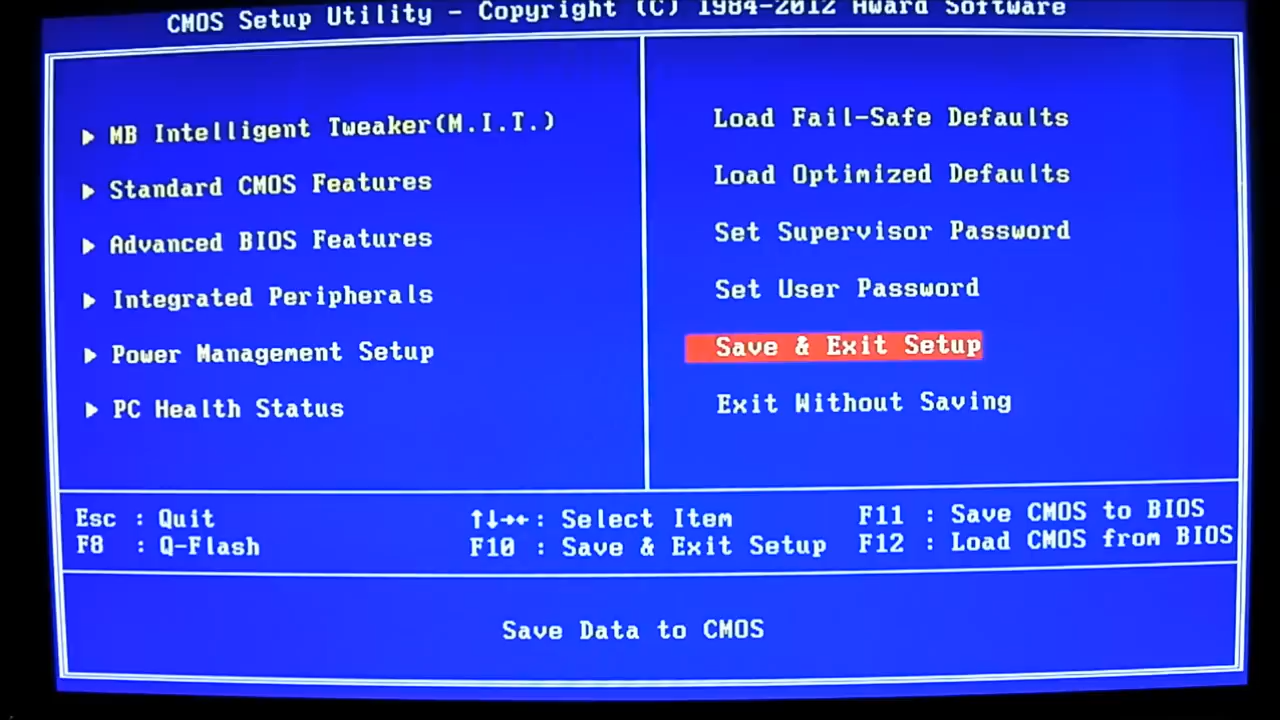 CMOS Setup Utility - Copyright (C) 1984-2012 Award Software
MB Intelligent Tweaker(M.I.T.)
Standard CMOS Features
Advanced BIOS Features
Integrated Peripherals
Power Management Setup
PC Health Status
Load Fail-Safe Defaults
Load Optimized Defaults
Set Supervisor Password
Set User Password
Save & Exit Setup
Exit Without Saving
Esc : Quit
F8 : Q-Flash
↑↓→←: Select Item
F10 : Save & Exit Setup
F11 : Save CMOS to BIOS
F12 : Load CMOS from BIOS
Save Data to CMOS